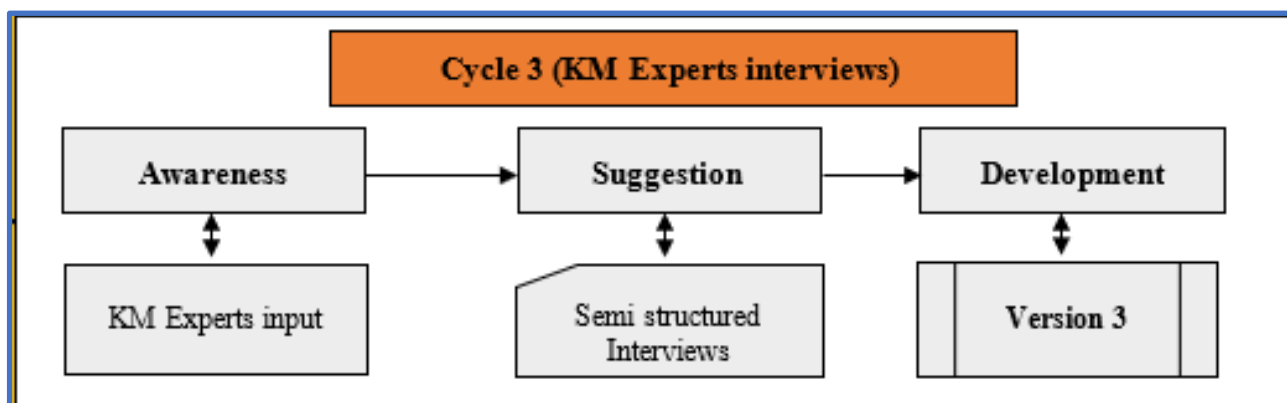 Cycle 3 (KM Experts interviews)
Awareness
Suggestion
Development
KM Experts input
Semi structured
Interviews
Version 3